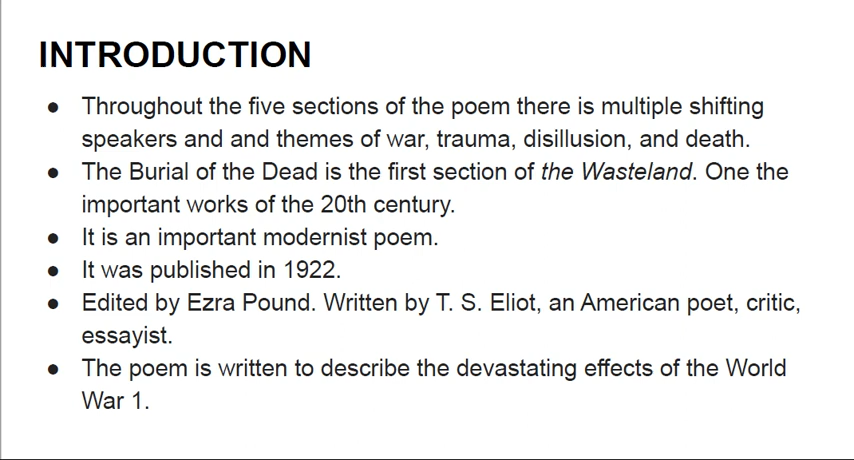 INTRODUCTION
● Throughout the five sections of the poem there is multiple shifting
speakers and and themes of war, trauma, disillusion, and death.
● The Burial of the Dead is the first section of the Wasteland. One the
important works of the 20th century.
● It is an important modernist poem.
● It was published in 1922.
● Edited by Ezra Pound. Written by T. S. Eliot, an American poet, critic,
essayist.
● The poem is written to describe the devastating effects of the World
War 1.